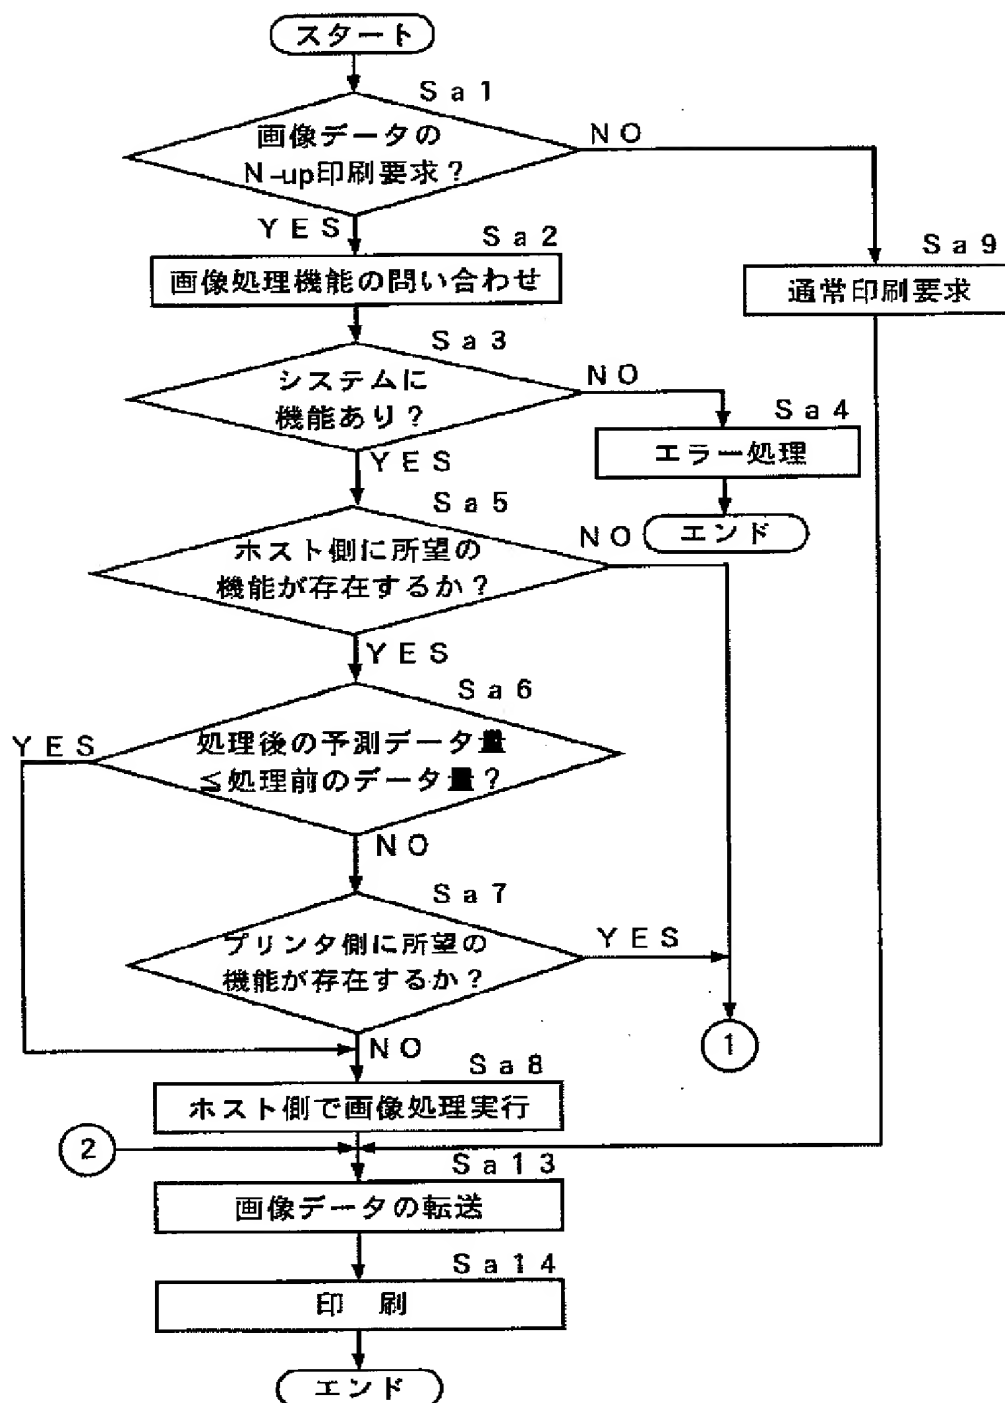 スタート
Sa1
画像データの
N-up印刷要求？
NO
YES
Sa2
画像処理機能の問い合わせ
Sa9
通常印刷要求
Sa3
システムに
機能あり？
NO
YES
Sa4
エラー処理
エンド
Sa5
ホスト側に所望の
機能が存在するか？
NO
YES
Sa6
処理後の予測データ量
≦処理前のデータ量？
YES
NO
Sa7
プリンタ側に所望の
機能が存在するか？
YES
NO
1
Sa8
ホスト側で画像処理実行
2
Sa13
画像データの転送
Sa14
印 刷
エンド